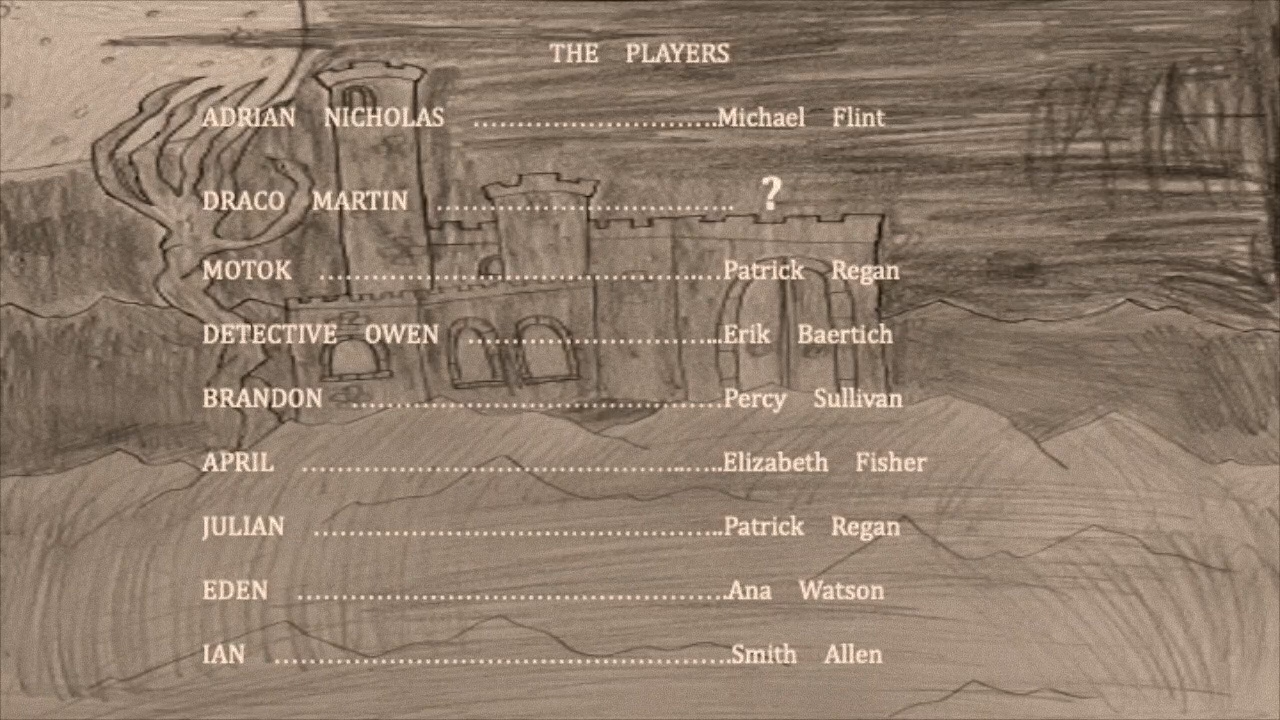 THE PLAYERS
ADRIAN NICHOLAS ..............................Michael Flint
DRACO MARTIN .................................... ?
MOTOK ................................................Patrick Regan
DETECTIVE OWEN ..............................Erik Baertich
BRANDON ............................................Percy Sullivan
APRIL ...................................................Elizabeth Fisher
JULIAN .................................................Patrick Regan
EDEN ....................................................Ana Watson
IAN .......................................................Smith Allen